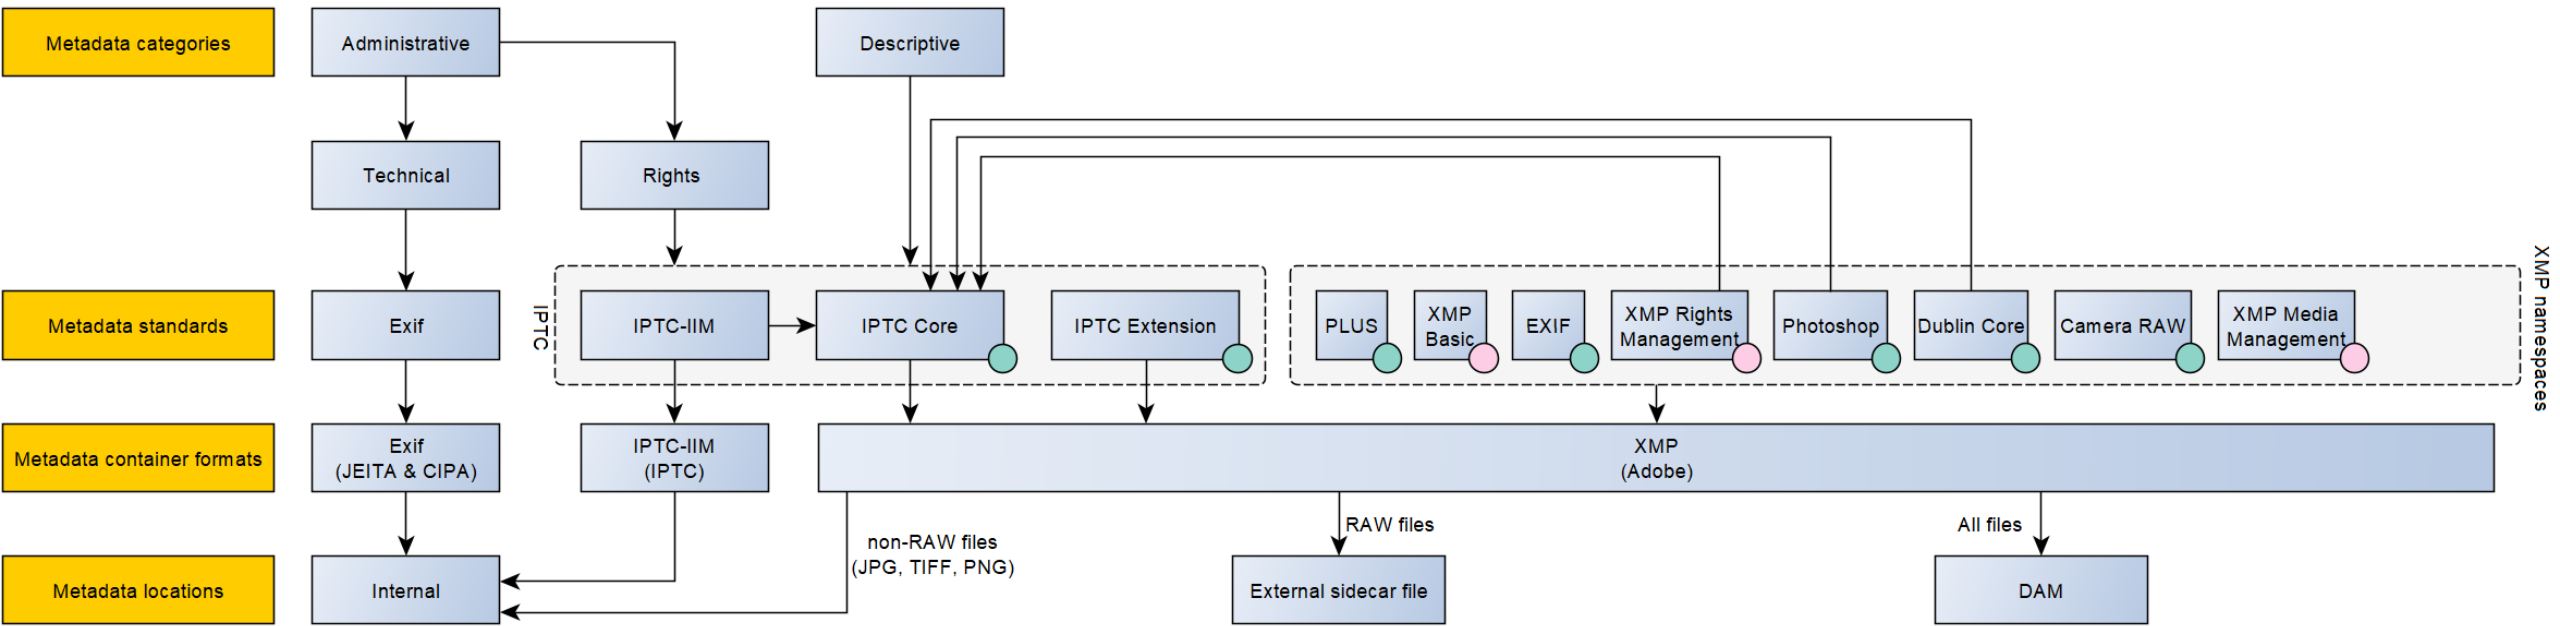 Metadata categories
Administrative
Descriptive
Technical
Rights
Metadata standards
Exif
IPTC
IPTC-IIM
IPTC Core
IPTC Extension
PLUS
XMP
Basic
EXIF
XMP Rights
Management
Photoshop
Dublin Core
Camera RAW
XMP Media
Management
XMP namespaces
Metadata container formats
Exif
(JEITA & CIPA)
IPTC-IIM
(IPTC)
XMP
(Adobe)
non-RAW files
(JPG, TIFF, PNG)
RAW files
All files
Metadata locations
Internal
External sidecar file
DAM